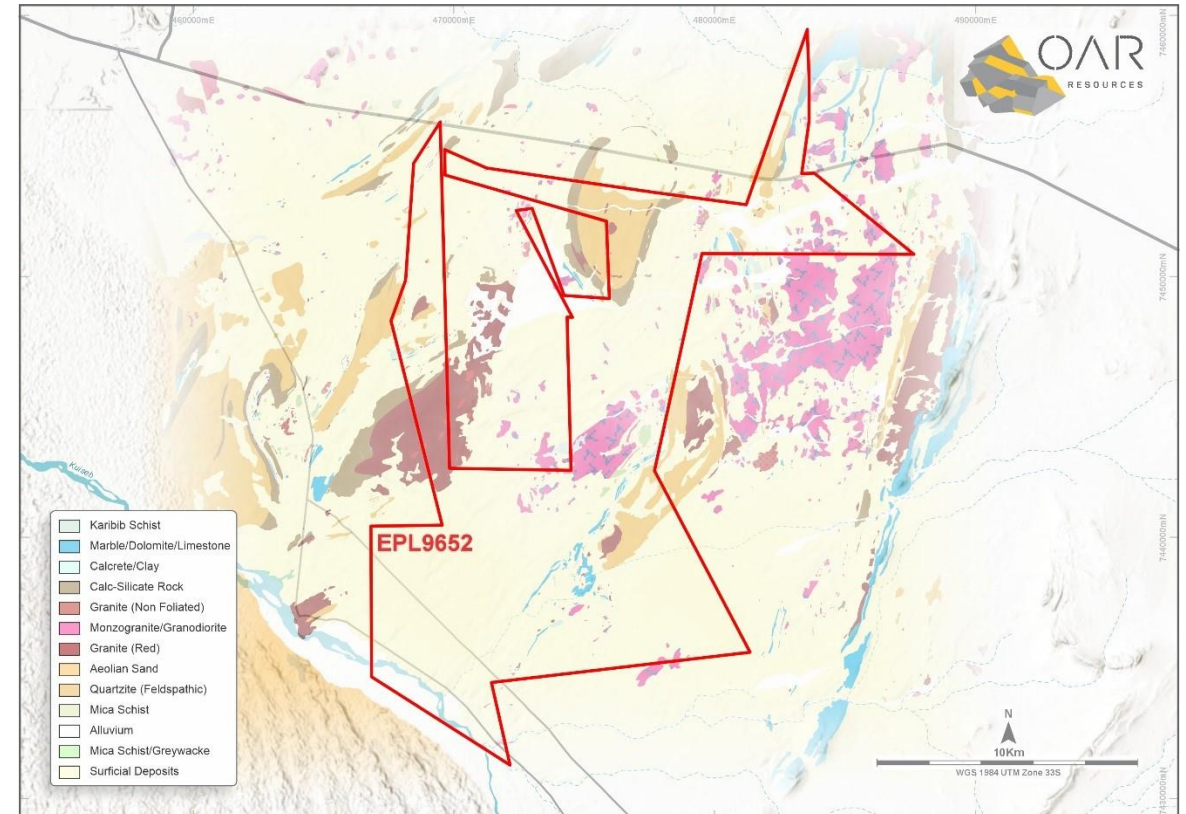 460000mE
470000mE
480000mE
490000mE
7460000mN
OAR
RESOURCES
7450000mN
Kuiseb
EPL9652
7440000mN
Karibib Schist
Marble/Dolomite/Limestone
Calcrete/Clay
Calc-Silicate Rock
Granite (Non Foliated)
Monzogranite/Granodiorite
Granite (Red)
Aeolian Sand
Quartzite (Feldspathic)
Mica Schist
Alluvium
Mica Schist/Greywacke
Surficial Deposits
N
10Km
WGS 1984 UTM Zone 33S
7430000mN